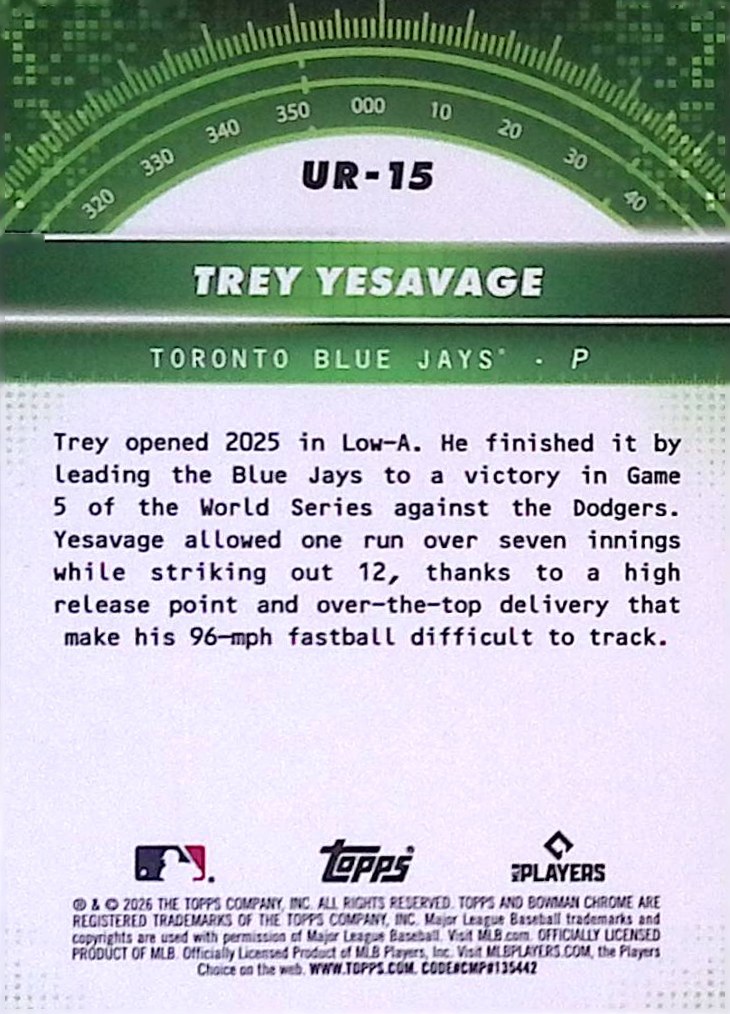 320 330 340 350 000 10 20 30 40
UR-15
TREY YESAVAGE
TORONTO BLUE JAYS® · P
Trey opened 2025 in Low-A. He finished it by
leading the Blue Jays to a victory in Game
5 of the World Series against the Dodgers.
Yesavage allowed one run over seven innings
while striking out 12, thanks to a high
release point and over-the-top delivery that
make his 96-mph fastball difficult to track.
topps® MLB PLAYERS
® & © 2026 THE TOPPS COMPANY, INC. ALL RIGHTS RESERVED. TOPPS AND BOWMAN CHROME ARE
REGISTERED TRADEMARKS OF THE TOPPS COMPANY, INC. Major League Baseball trademarks and
copyrights are used with permission of Major League Baseball. Visit MLB.com. OFFICIALLY LICENSED
PRODUCT OF MLB. Officially Licensed Product of MLB Players, Inc. Visit MLBPLAYERS.COM, the Players
Choice on the web. WWW.TOPPS.COM. CODE#CMP#135442